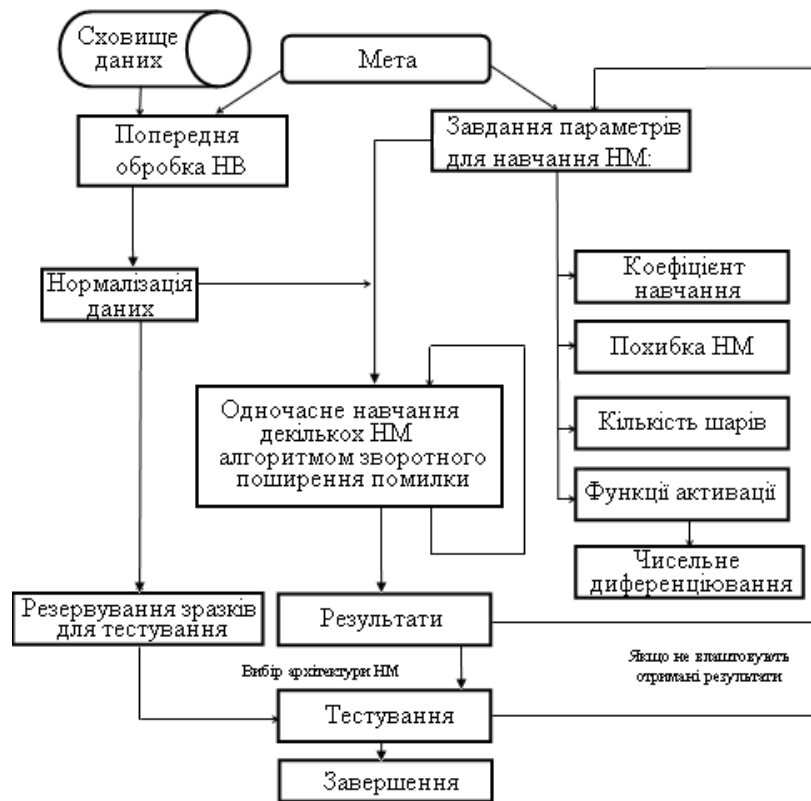 Сховище
даних
Мета
Попередня
обробка НВ
Завдання параметрів
для навчання НМ:
Нормалізація
даних
Коефіцієнт
навчання
Похибка НМ
Одночасне навчання
декількох НМ
алгоритмом зворотного
поширення помилки
Кількість шарів
Функції активації
Чисельне
диференціювання
Резервування зразків
для тестування
Результати
Вибір архітектури НМ
Якщо не влаштовують
отримані результати
Тестування
Завершення